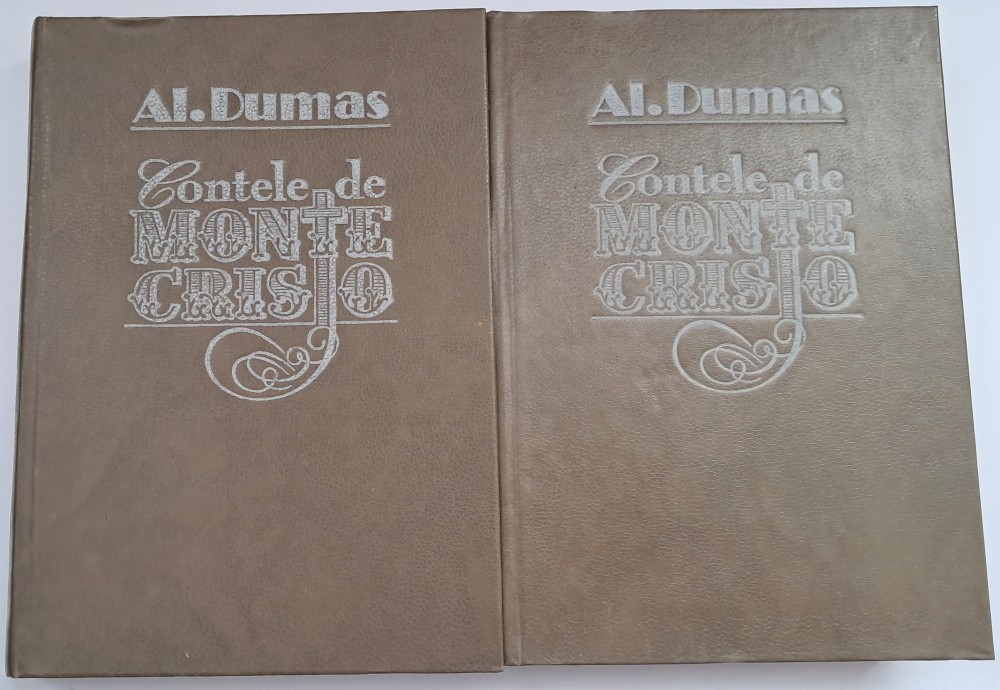 Al. Dumas
Contele de
MONTE
CRISTO
Al. Dumas
Contele de
MONTE
CRISTO